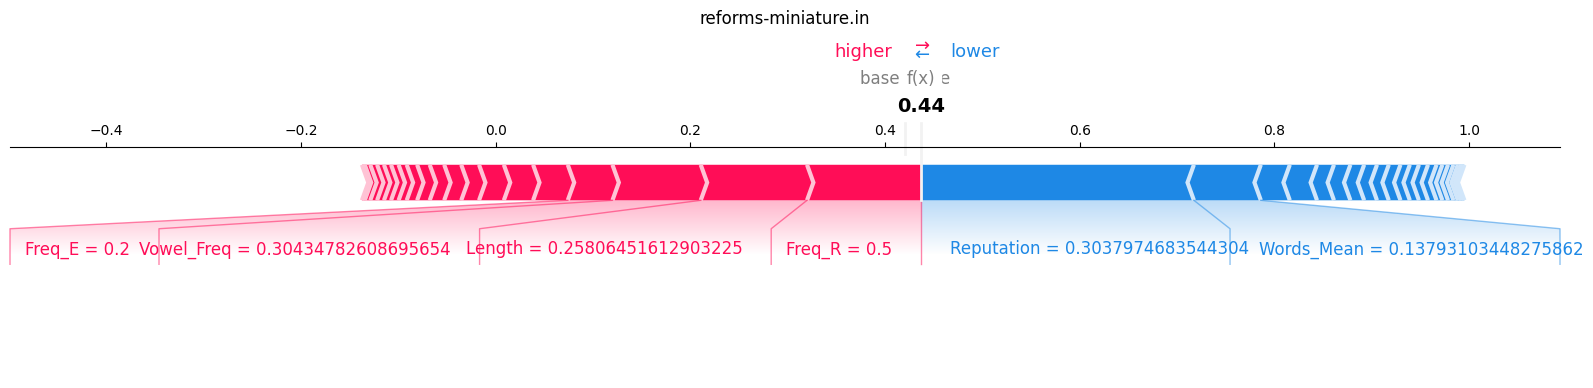 reforms-miniature.in
higher ⇄ lower
base f(x) e
0.44
−0.4 −0.2 0.0 0.2 0.4 0.6 0.8 1.0
Freq_E = 0.2 Vowel_Freq = 0.30434782608695654 Length = 0.25806451612903225 Freq_R = 0.5 Reputation = 0.3037974683544304 Words_Mean = 0.13793103448275862